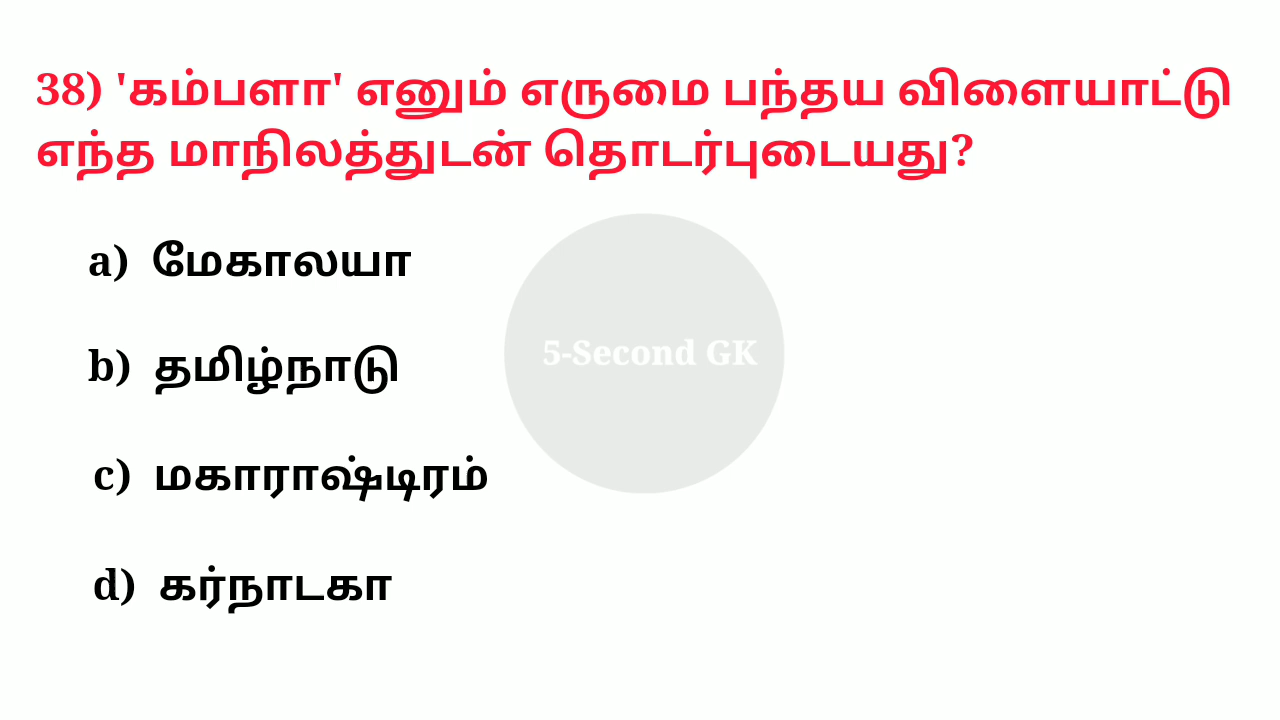 38) 'கம்பளா' எனும் எருமை பந்தய விளையாட்டு
எந்த மாநிலத்துடன் தொடர்புடையது?
a) மேகாலயா
5-Second GK
b) தமிழ்நாடு
c) மகாராஷ்டிரம்
d) கர்நாடகா